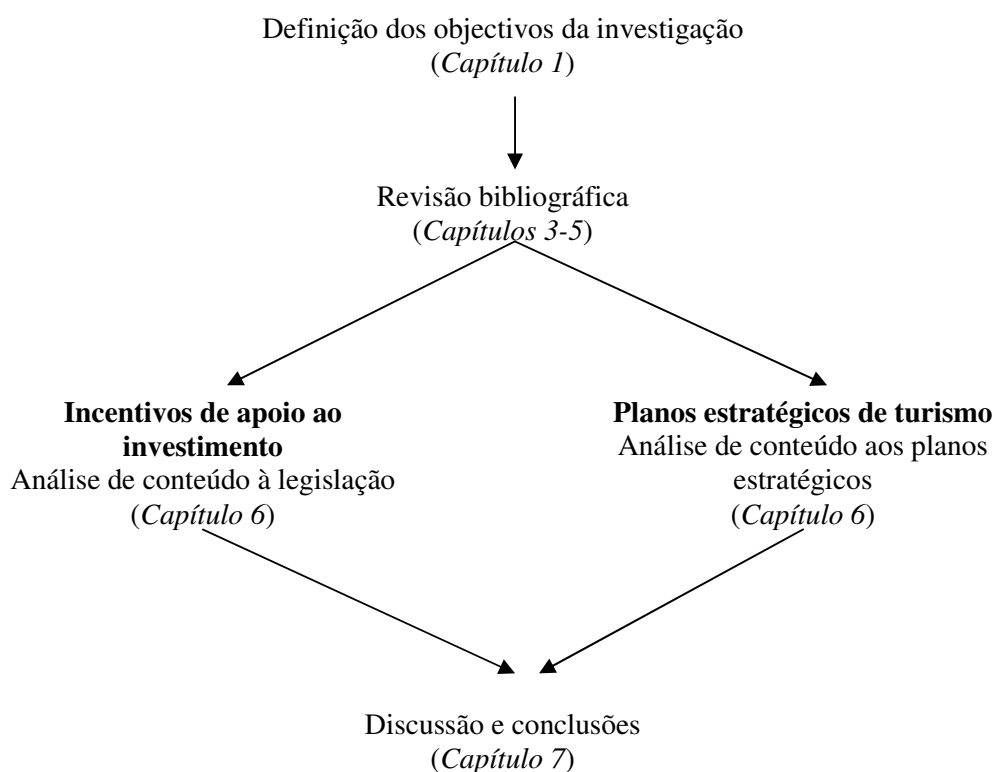 Definição dos objectivos da investigação
(Capítulo 1)
Revisão bibliográfica
(Capítulos 3-5)
Incentivos de apoio ao
investimento
Análise de conteúdo à legislação
(Capítulo 6)
Planos estratégicos de turismo
Análise de conteúdo aos planos
estratégicos
(Capítulo 6)
Discussão e conclusões
(Capítulo 7)